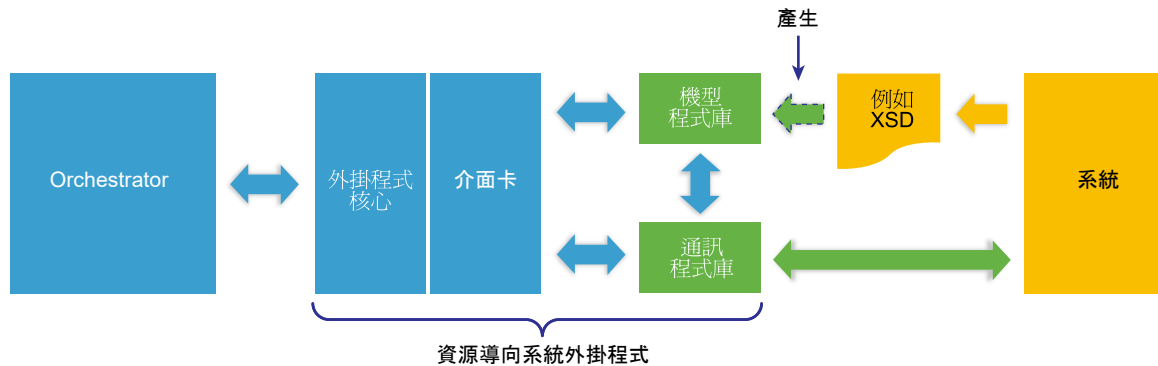 產生
Orchestrator
外掛程式
核心
介面卡
機型
程式庫
例如
XSD
系統
通訊
程式庫
資源導向系統外掛程式